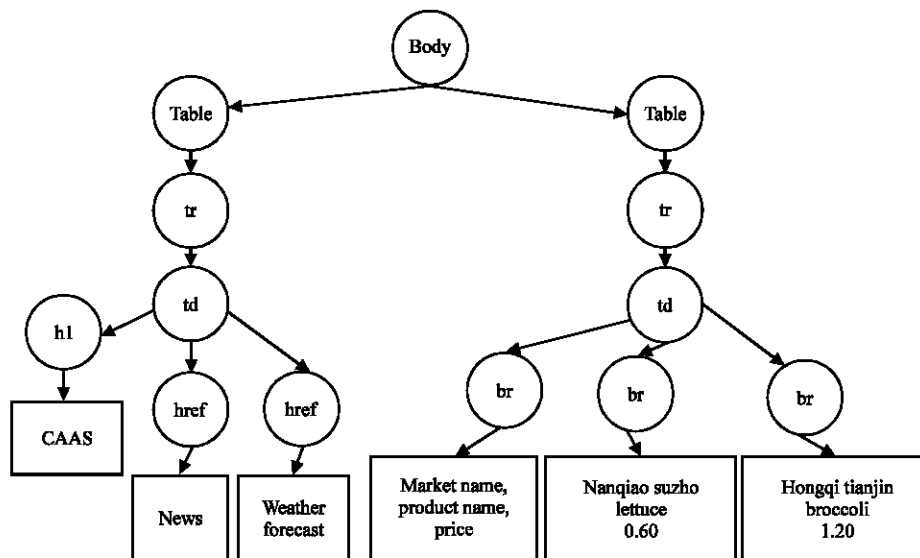 Body
Table
Table
tr
tr
td
td
h1
br
href
href
br
br
CAAS
Market name,
product name,
price
Nanqiao suzho
lettuce
0.60
Hongqi tianjin
broccoli
1.20
News
Weather
forecast